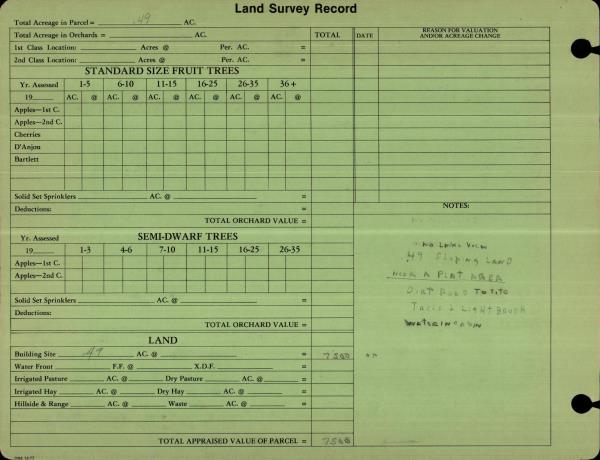 Land Survey Record
Total Acreage in Parcel = .49 AC.
Total Acreage in Orchards = AC. TOTAL DATE REASON FOR VALUATION AND/OR ACREAGE CHANGE
1st Class Location: Acres @ Per. AC. =
2nd Class Location: Acres @ Per. AC. =
STANDARD SIZE FRUIT TREES
Yr. Assessed 1-5 6-10 11-15 16-25 26-35 36+
19 AC. @ AC. @ AC. @ AC. @ AC. @ AC. @
Apples—1st C.
Apples—2nd C.
Cherries
D'Anjou
Bartlett
Solid Set Sprinklers AC. @ =
Deductions: =
TOTAL ORCHARD VALUE =
NOTES:
SEMI-DWARF TREES
Yr. Assessed 1-3 4-6 7-10 11-15 16-25 26-35
Apples—1st C.
Apples—2nd C.
Solid Set Sprinklers AC. @ =
Deductions:
TOTAL ORCHARD VALUE =
NO LAKE VIEW
.49 SLOPING LAND
NEAR A PLAT AREA
DIRT ROAD TO SITE
TREES & LIGHT BRUSH
LAND
Building Site .49 AC. @ = 7500
Water Front F.F. @ X.D.F. =
Irrigated Pasture AC. @ Dry Pasture AC. @ =
Irrigated Hay AC. @ Dry Hay AC. @ =
Hillside & Range AC. @ Waste AC. @ =
TOTAL APPRAISED VALUE OF PARCEL = 7500